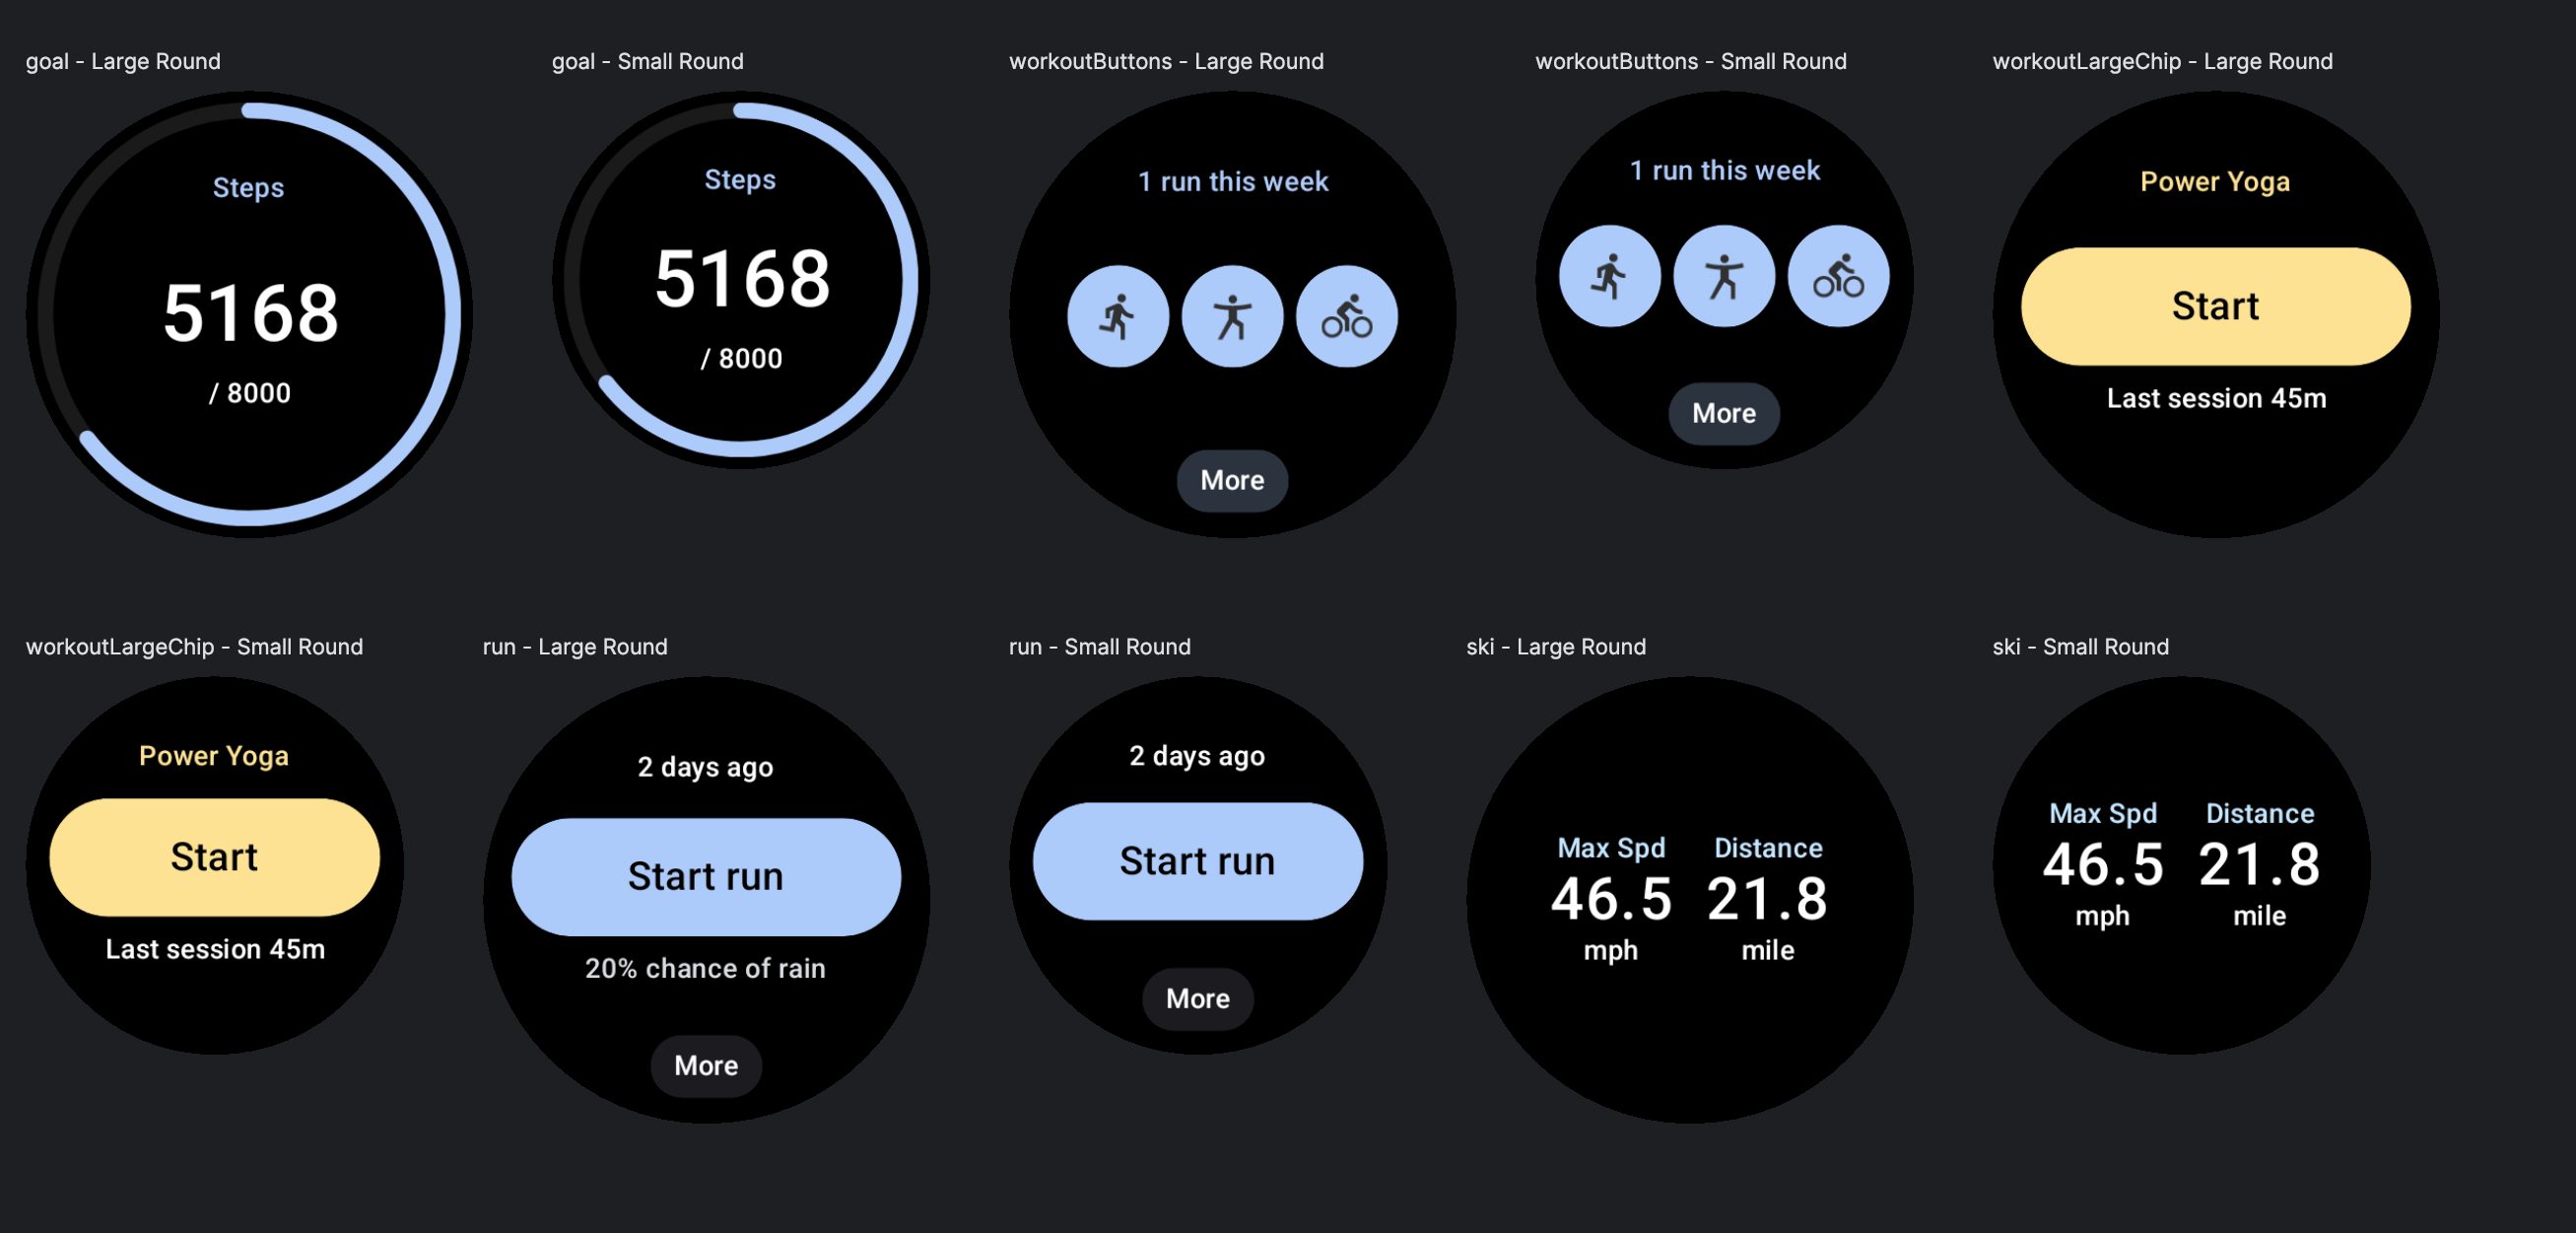 goal - Large Round
Steps
5168
/ 8000
goal - Small Round
Steps
5168
/ 8000
workoutButtons - Large Round
1 run this week
More
workoutButtons - Small Round
1 run this week
More
workoutLargeChip - Large Round
Power Yoga
Start
Last session 45m
workoutLargeChip - Small Round
Power Yoga
Start
Last session 45m
run - Large Round
2 days ago
Start run
20% chance of rain
More
run - Small Round
2 days ago
Start run
More
ski - Large Round
Max Spd Distance
46.5 21.8
mph mile
ski - Small Round
Max Spd Distance
46.5 21.8
mph mile